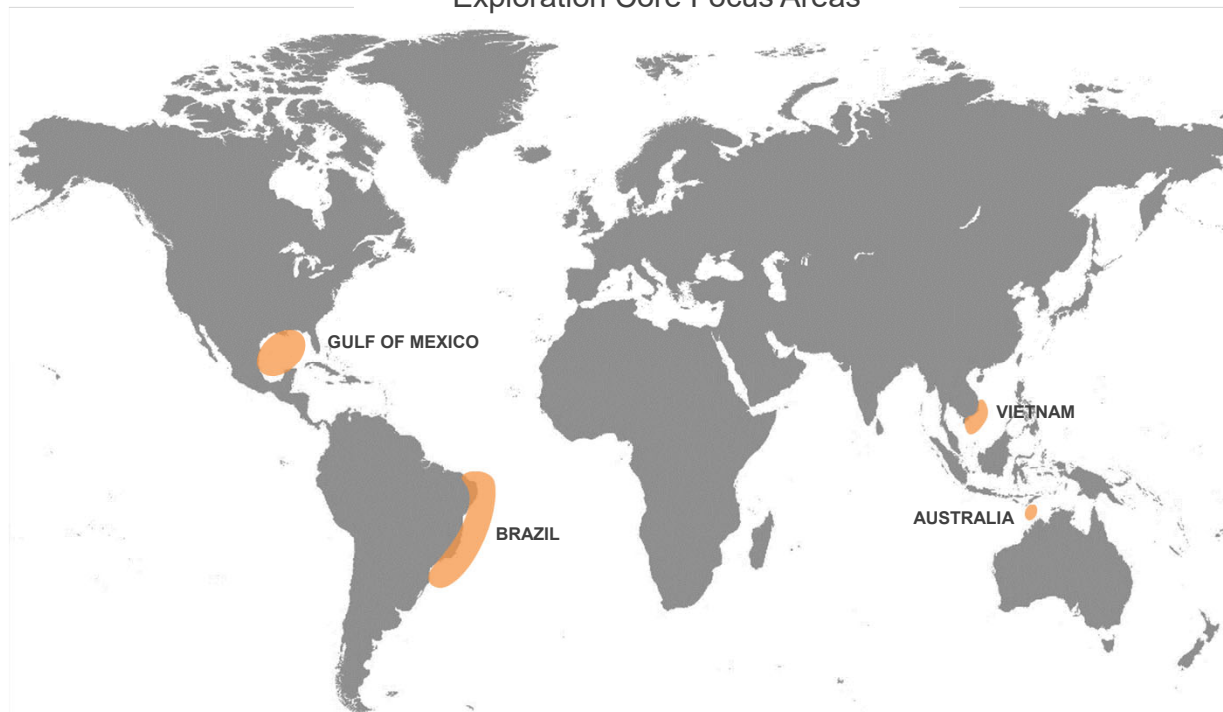 Exploration Core Focus Areas
GULF OF MEXICO
VIETNAM
AUSTRALIA
BRAZIL